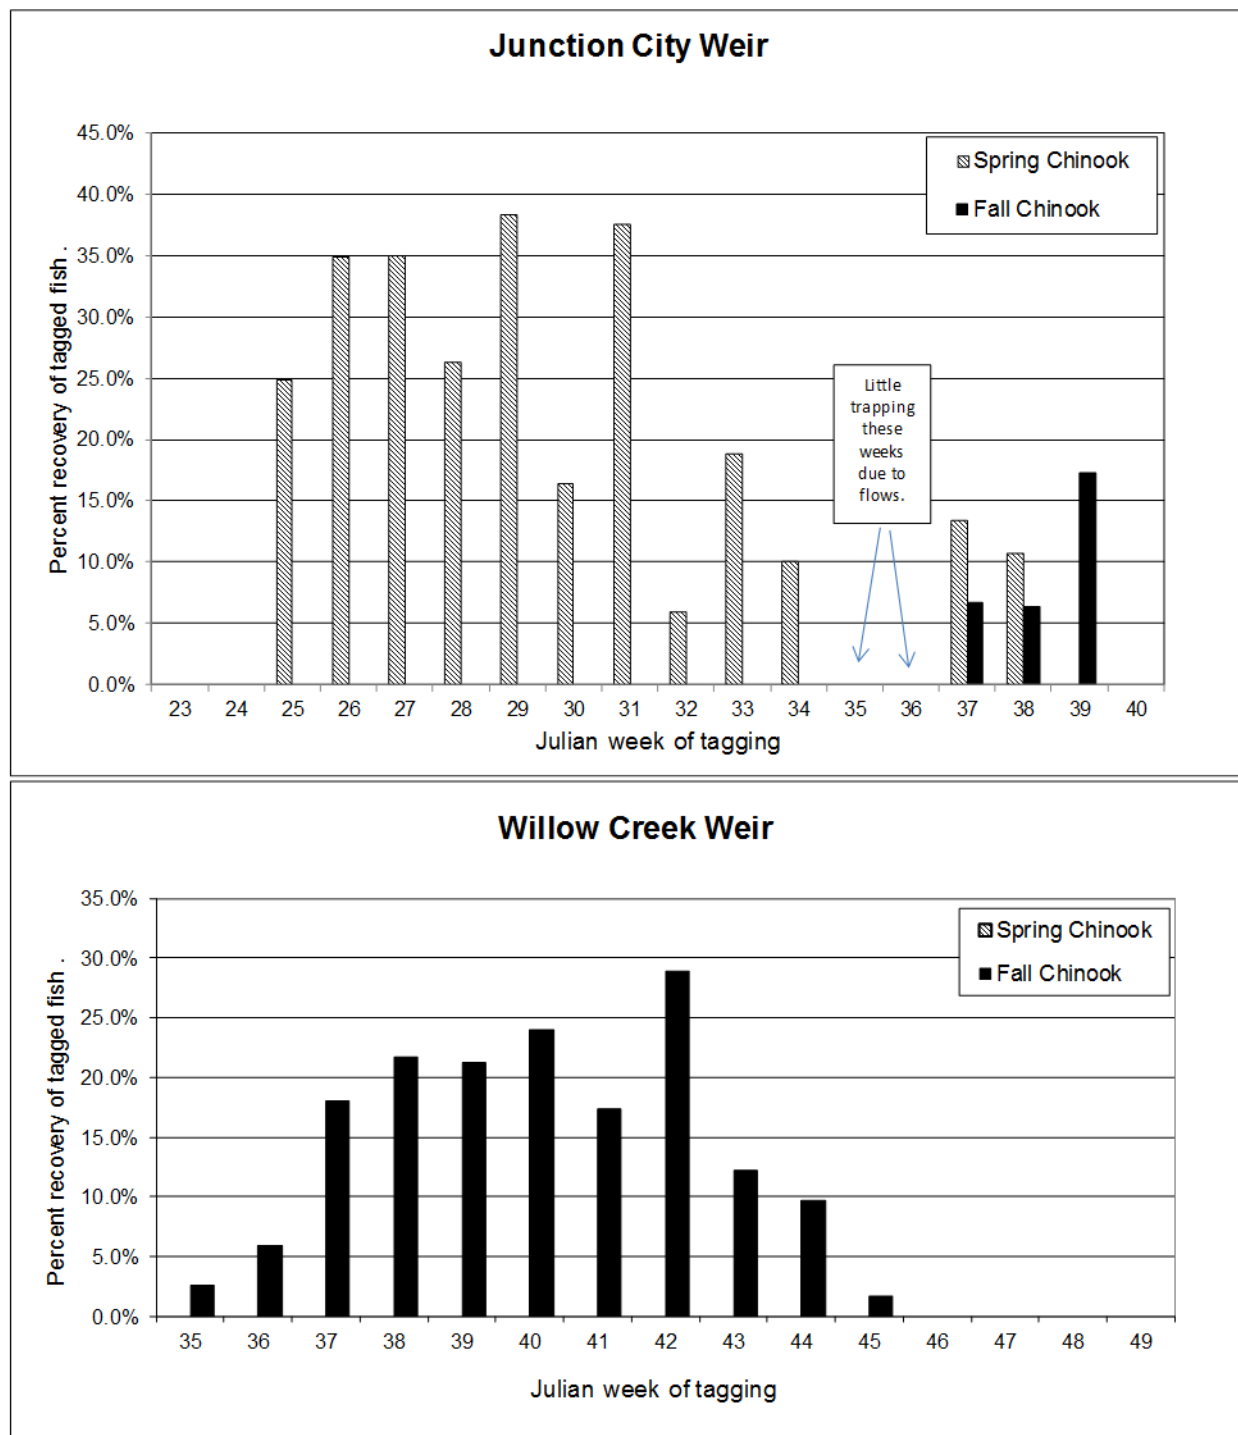 Junction City Weir
45.0%
40.0%
35.0%
30.0%
25.0%
20.0%
15.0%
10.0%
5.0%
0.0%
Percent recovery of tagged fish .
Spring Chinook
Fall Chinook
Little
trapping
these
weeks
due to
flows.
23 24 25 26 27 28 29 30 31 32 33 34 35 36 37 38 39 40
Julian week of tagging
Willow Creek Weir
35.0%
30.0%
25.0%
20.0%
15.0%
10.0%
5.0%
0.0%
Percent recovery of tagged fish .
Spring Chinook
Fall Chinook
35 36 37 38 39 40 41 42 43 44 45 46 47 48 49
Julian week of tagging